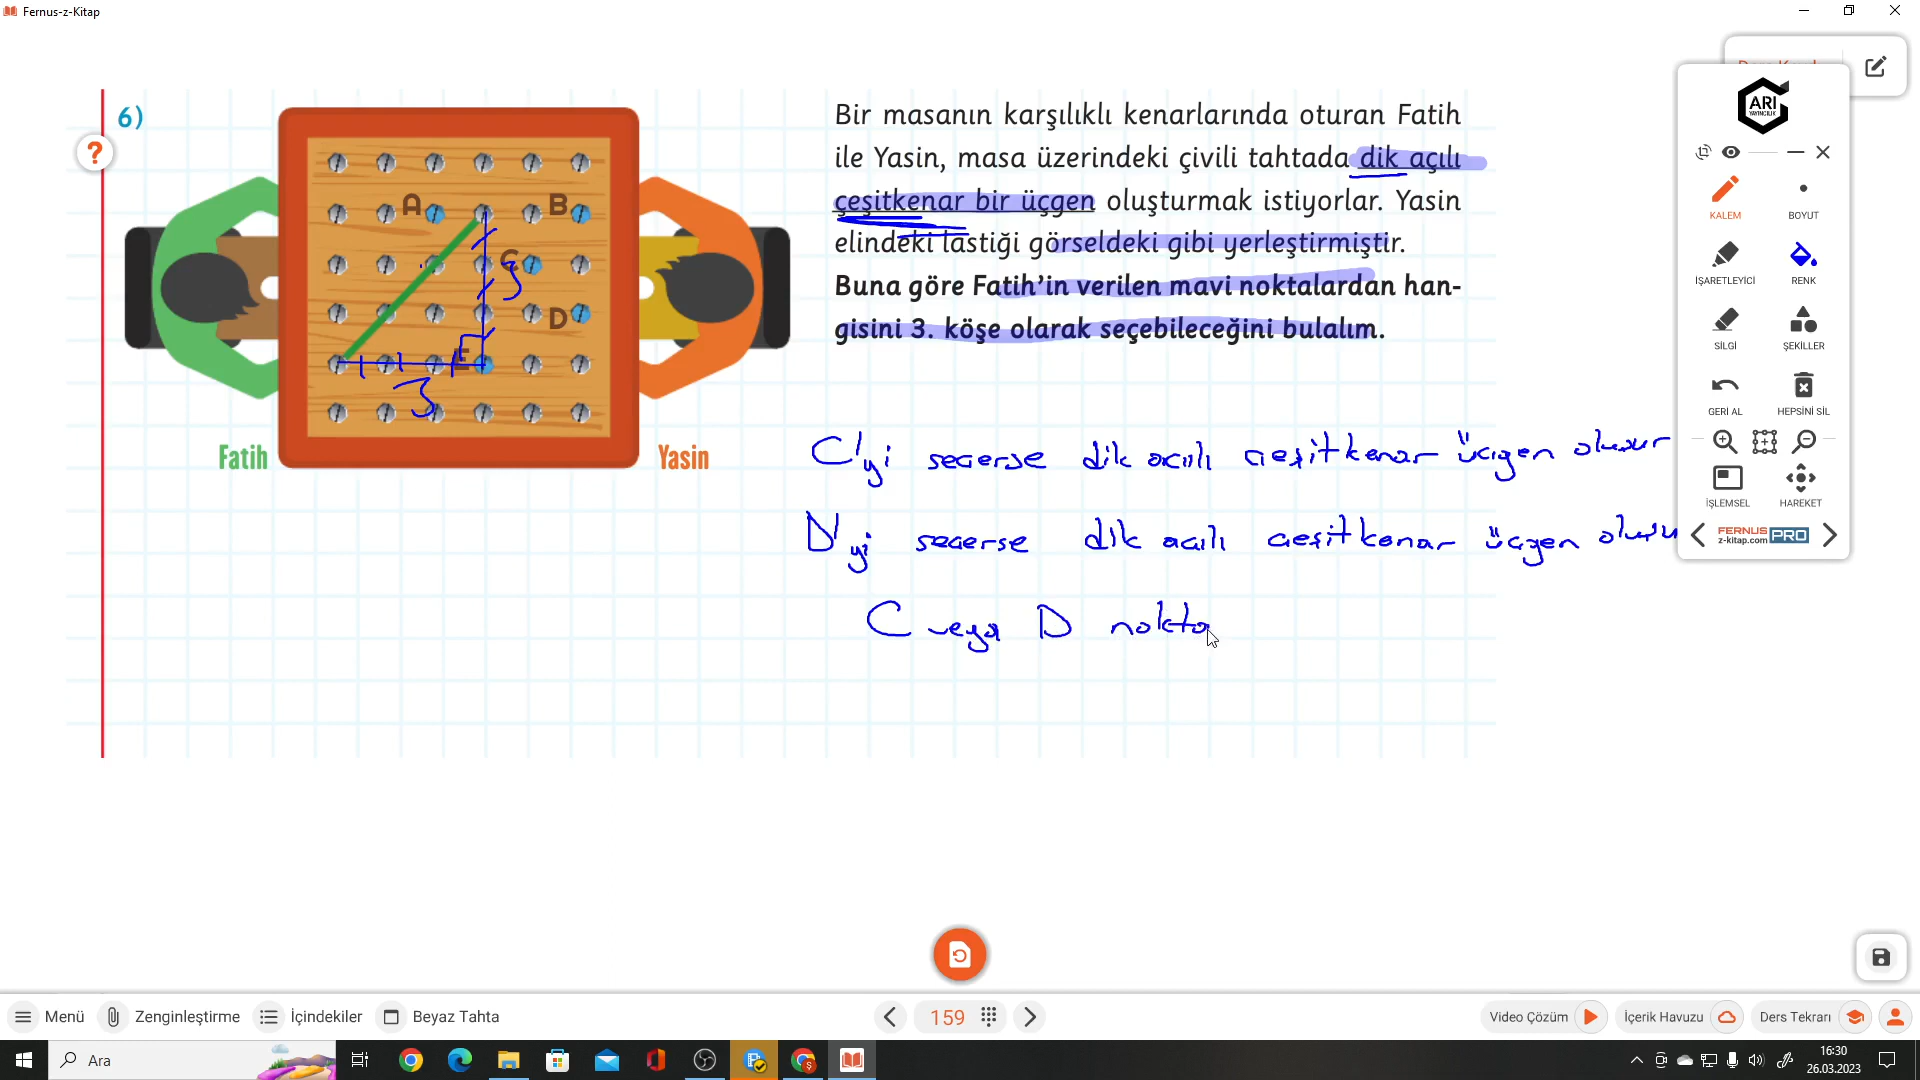 Fernus-z-Kitap
6)
?
A
B
C
D
E
3
3
Fatih
Yasin
Bir masanın karşılıklı kenarlarında oturan Fatih
ile Yasin, masa üzerindeki çivili tahtada dik açılı
çeşitkenar bir üçgen oluşturmak istiyorlar. Yasin
elindeki lastiği görseldeki gibi yerleştirmiştir.
Buna göre Fatih’in verilen mavi noktalardan han-
gisini 3. köşe olarak seçebileceğini bulalım.
C'yi seçerse dik açılı çeşitkenar üçgen oluşur
D'yi seçerse dik açılı çeşitkenar üçgen oluşu
C veya D nokta
ARI
YAYINCILIK
KALEM
BOYUT
İŞARETLEYİCİ
RENK
SİLGİ
ŞEKİLLER
GERİ AL
HEPSİNİ SİL
İŞLEMSEL
HAREKET
FERNUS
z-kitap.com PRO
Menü
Zenginleştirme
İçindekiler
Beyaz Tahta
159
Video Çözüm
İçerik Havuzu
Ders Tekrarı
Ara
16:30
26.03.2023